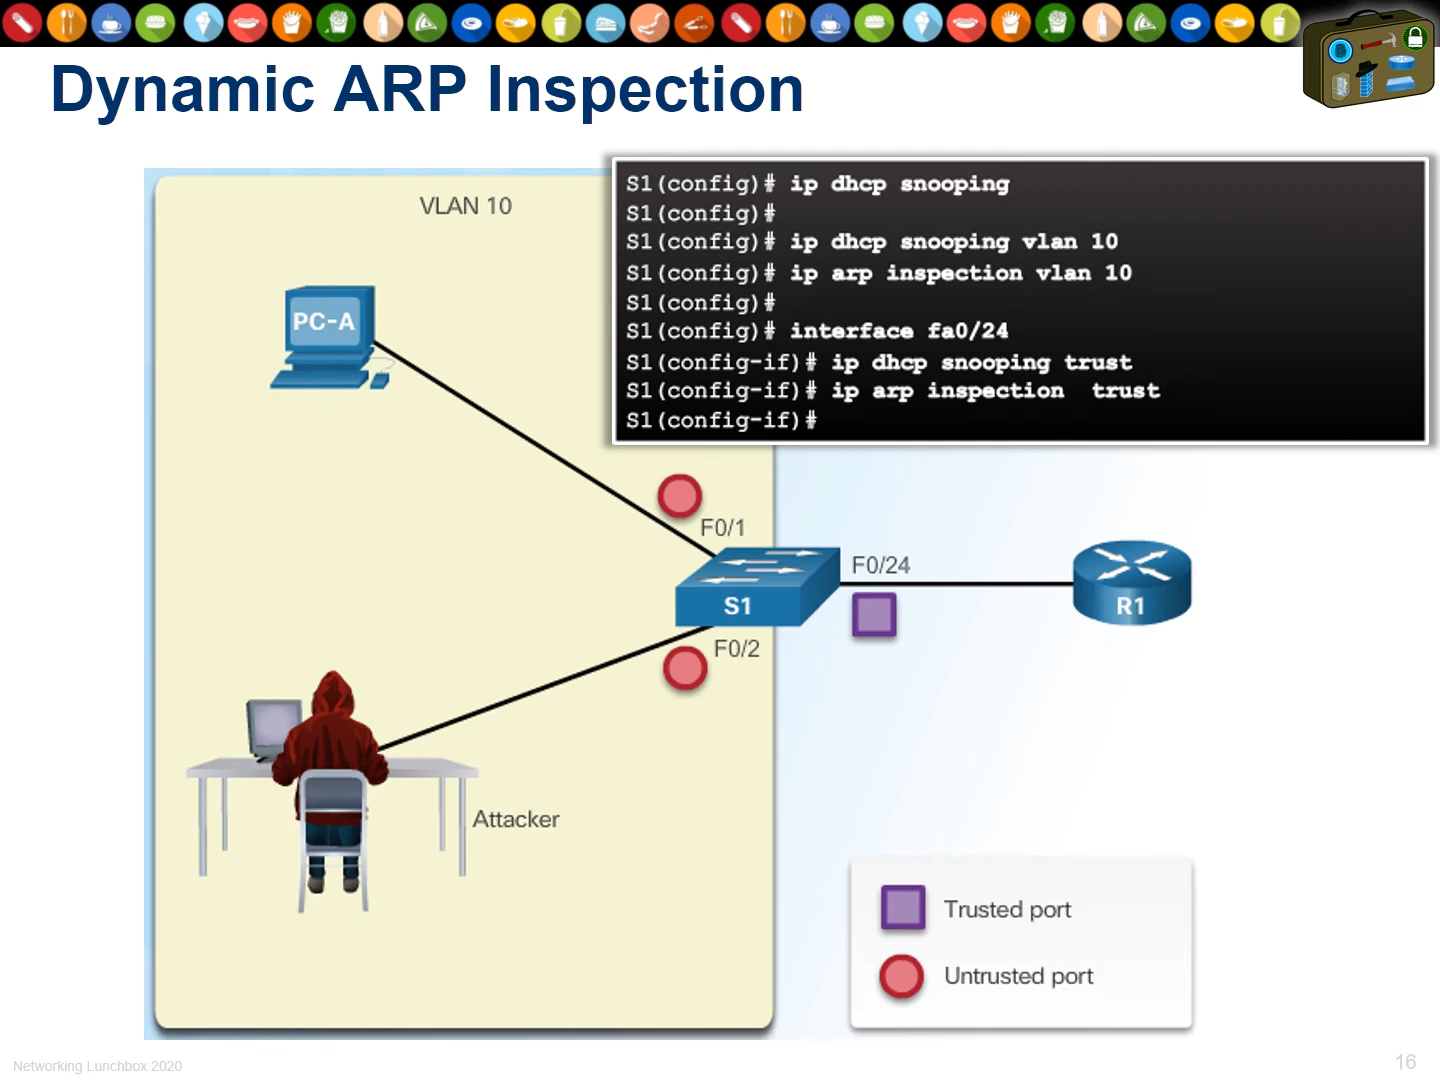 Dynamic ARP Inspection
VLAN 10
S1(config)# ip dhcp snooping
S1(config)#
S1(config)# ip dhcp snooping vlan 10
S1(config)# ip arp inspection vlan 10
S1(config)#
S1(config)# interface fa0/24
S1(config-if)# ip dhcp snooping trust
S1(config-if)# ip arp inspection  trust
S1(config-if)#
PC-A
F0/1
F0/24
S1
R1
F0/2
Attacker
Trusted port
Untrusted port
Networking Lunchbox 2020
16